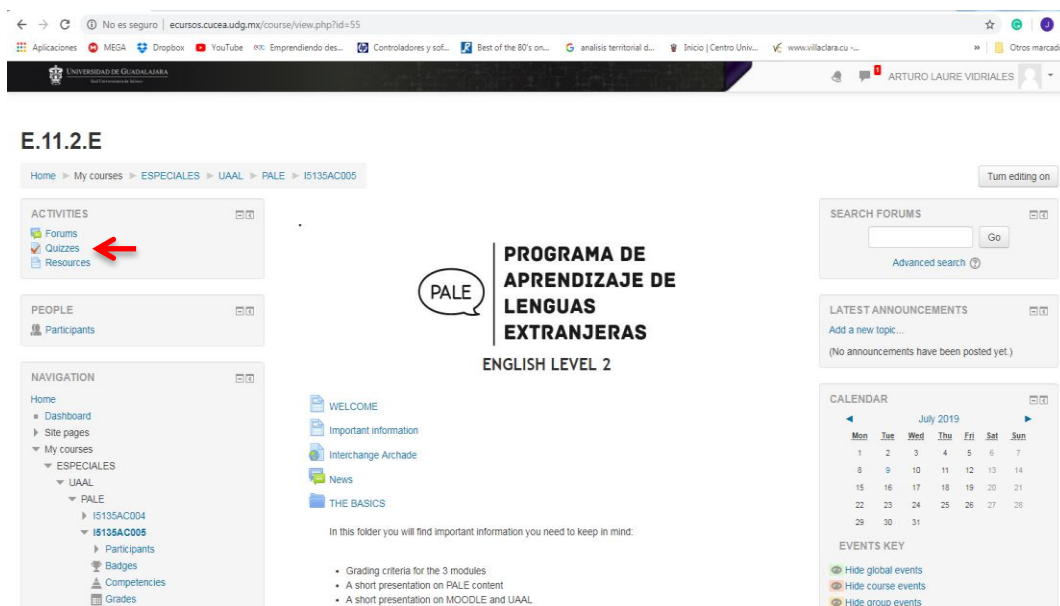 No es seguro | ecursos.cucea.udg.mx/course/view.php?id=55
Aplicaciones MEGA Dropbox YouTube Emprendiendo des... Controladores y sof... Best of the 80's on... analisis territorial d... Inicio | Centro Univ... www.villaclara.cu -... » Otros marcad
UNIVERSIDAD DE GUADALAJARA
1 ARTURO LAURE VIDRIALES
E.11.2.E
Home My courses ESPECIALES UAAL PALE I5135AC005
Turn editing on
ACTIVITIES
Forums
Quizzes
Resources
PEOPLE
Participants
NAVIGATION
Home
Dashboard
Site pages
My courses
ESPECIALES
UAAL
PALE
I5135AC004
I5135AC005
Participants
Badges
Competencies
Grades
.
PALE
PROGRAMA DE
APRENDIZAJE DE
LENGUAS
EXTRANJERAS
ENGLISH LEVEL 2
WELCOME
Important information
Interchange Archade
News
THE BASICS
In this folder you will find important information you need to keep in mind:
• Grading criteria for the 3 modules
• A short presentation on PALE content
• A short presentation on MOODLE and UAAL
SEARCH FORUMS
Go
Advanced search
LATEST ANNOUNCEMENTS
Add a new topic...
(No announcements have been posted yet.)
CALENDAR
July 2019
Mon Tue Wed Thu Fri Sat Sun
1 2 3 4 5 6 7
8 9 10 11 12 13 14
15 16 17 18 19 20 21
22 23 24 25 26 27 28
29 30 31
EVENTS KEY
Hide global events
Hide course events
Hide group events